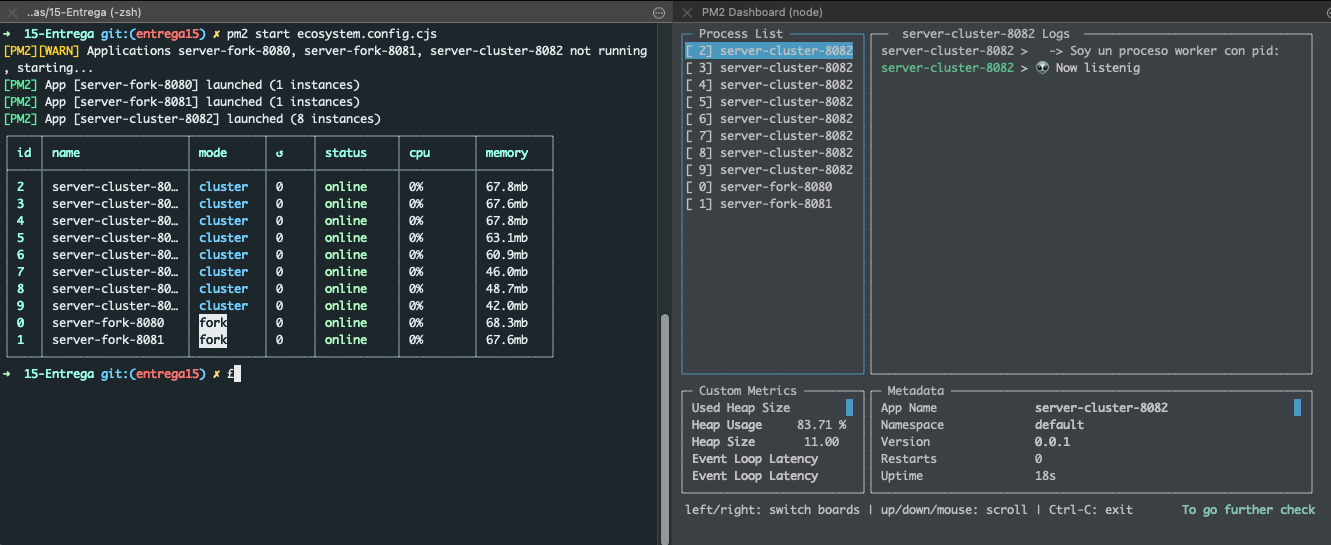 ..as/15-Entrega (-zsh)
➜ 15-Entrega git:(entrega15) ✗ pm2 start ecosystem.config.cjs
[PM2][WARN] Applications server-fork-8080, server-fork-8081, server-cluster-8082 not running
, starting...
[PM2] App [server-fork-8080] launched (1 instances)
[PM2] App [server-fork-8081] launched (1 instances)
[PM2] App [server-cluster-8082] launched (8 instances)
id name mode ↺ status cpu memory
2 server-cluster-80… cluster 0 online 0% 67.8mb
3 server-cluster-80… cluster 0 online 0% 67.6mb
4 server-cluster-80… cluster 0 online 0% 67.8mb
5 server-cluster-80… cluster 0 online 0% 63.1mb
6 server-cluster-80… cluster 0 online 0% 60.9mb
7 server-cluster-80… cluster 0 online 0% 46.0mb
8 server-cluster-80… cluster 0 online 0% 48.7mb
9 server-cluster-80… cluster 0 online 0% 42.0mb
0 server-fork-8080 fork 0 online 0% 68.3mb
1 server-fork-8081 fork 0 online 0% 67.6mb
➜ 15-Entrega git:(entrega15) ✗ £
PM2 Dashboard (node)
Process List
[ 2] server-cluster-8082
[ 3] server-cluster-8082
[ 4] server-cluster-8082
[ 5] server-cluster-8082
[ 6] server-cluster-8082
[ 7] server-cluster-8082
[ 8] server-cluster-8082
[ 9] server-cluster-8082
[ 0] server-fork-8080
[ 1] server-fork-8081
server-cluster-8082 Logs
server-cluster-8082 > -> Soy un proceso worker con pid:
server-cluster-8082 > 👽 Now listenig
Custom Metrics
Used Heap Size
Heap Usage 83.71 %
Heap Size 11.00
Event Loop Latency
Event Loop Latency
Metadata
App Name server-cluster-8082
Namespace default
Version 0.0.1
Restarts 0
Uptime 18s
left/right: switch boards | up/down/mouse: scroll | Ctrl-C: exit To go further check